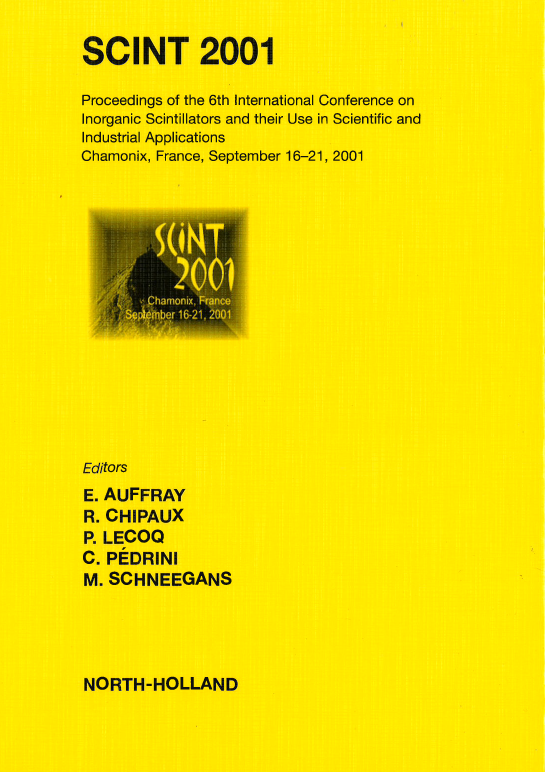 SCINT 2001
Proceedings of the 6th International Conference on
Inorganic Scintillators and their Use in Scientific and
Industrial Applications
Chamonix, France, September 16–21, 2001
SCiNT
2001
Chamonix, France
September 16-21, 2001
Editors
E. AUFFRAY
R. CHIPAUX
P. LECOQ
C. PÉDRINI
M. SCHNEEGANS
NORTH-HOLLAND